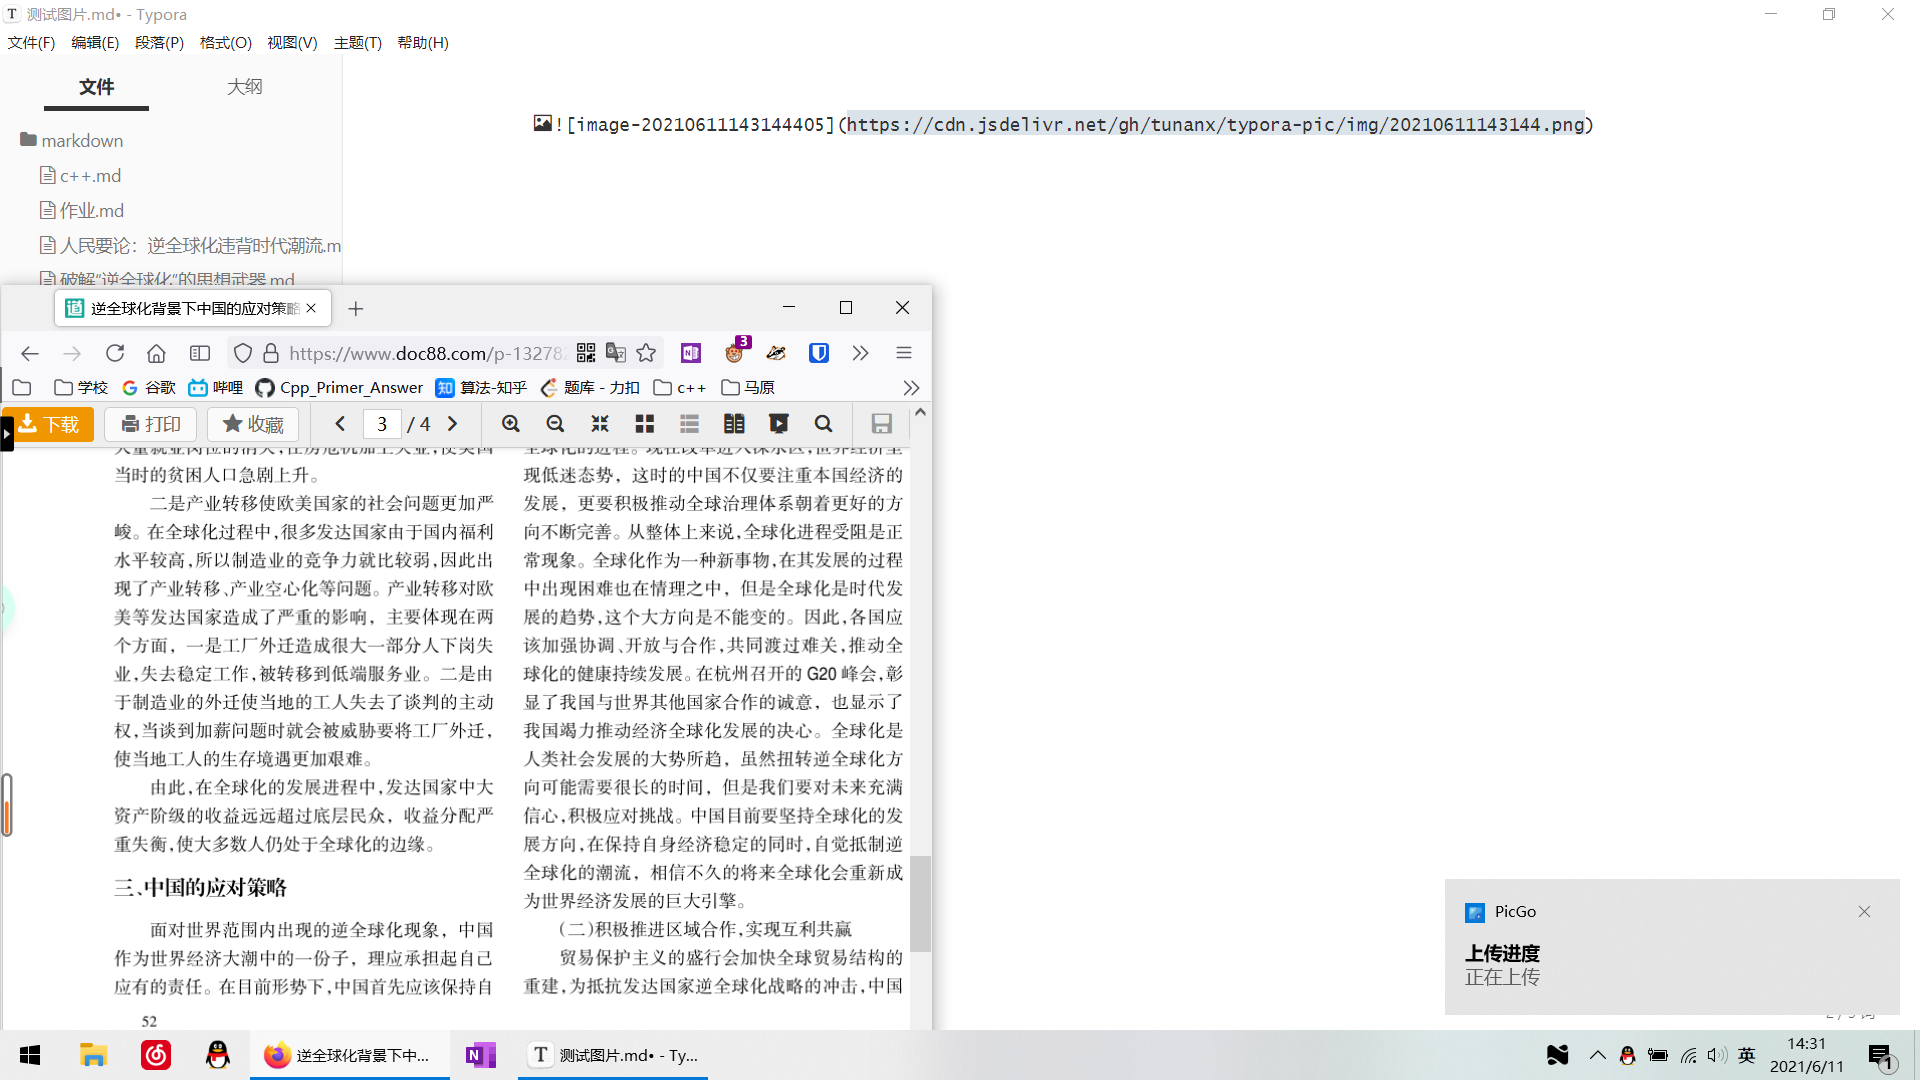 测试图片.md• - Typora
文件(F) 编辑(E) 段落(P) 格式(O) 视图(V) 主题(T) 帮助(H)
文件 大纲
markdown
c++.md
作业.md
人民要论：逆全球化违背时代潮流.m
破解“逆全球化”的思想武器.md
![image-20210611143144405](https://cdn.jsdelivr.net/gh/tunanx/typora-pic/img/20210611143144.png)
逆全球化背景下中国的应对策略
https://www.doc88.com/p-13278
3
学校 谷歌 哔哩 Cpp_Primer_Answer 算法-知乎 题库 - 力扣 c++ 马原
下载 打印 收藏 3 / 4
当时的贫困人口急剧上升。
二是产业转移使欧美国家的社会问题更加严
峻。在全球化过程中,很多发达国家由于国内福利
水平较高,所以制造业的竞争力就比较弱,因此出
现了产业转移、产业空心化等问题。产业转移对欧
美等发达国家造成了严重的影响，主要体现在两
个方面，一是工厂外迁造成很大一部分人下岗失
业,失去稳定工作,被转移到低端服务业。二是由
于制造业的外迁使当地的工人失去了谈判的主动
权,当谈到加薪问题时就会被威胁要将工厂外迁,
使当地工人的生存境遇更加艰难。
由此,在全球化的发展进程中,发达国家中大
资产阶级的收益远远超过底层民众，收益分配严
重失衡,使大多数人仍处于全球化的边缘。
三、中国的应对策略
面对世界范围内出现的逆全球化现象，中国
作为世界经济大潮中的一份子，理应承担起自己
应有的责任。在目前形势下,中国首先应该保持自
52
全球化的进程。现在改革进入深水区,世界经济呈
现低迷态势，这时的中国不仅要注重本国经济的
发展，更要积极推动全球治理体系朝着更好的方
向不断完善。从整体上来说,全球化进程受阻是正
常现象。全球化作为一种新事物,在其发展的过程
中出现困难也在情理之中，但是全球化是时代发
展的趋势,这个大方向是不能变的。因此,各国应
该加强协调、开放与合作,共同渡过难关,推动全
球化的健康持续发展。在杭州召开的 G20 峰会,彰
显了我国与世界其他国家合作的诚意，也显示了
我国竭力推动经济全球化发展的决心。全球化是
人类社会发展的大势所趋，虽然扭转逆全球化方
向可能需要很长的时间，但是我们要对未来充满
信心,积极应对挑战。中国目前要坚持全球化的发
展方向,在保持自身经济稳定的同时,自觉抵制逆
全球化的潮流，相信不久的将来全球化会重新成
为世界经济发展的巨大引擎。
(二)积极推进区域合作,实现互利共赢
贸易保护主义的盛行会加快全球贸易结构的
重建,为抵抗发达国家逆全球化战略的冲击,中国
PicGo
上传进度
正在上传
逆全球化背景下中... 测试图片.md• - Ty...
英
14:31
2021/6/11
1